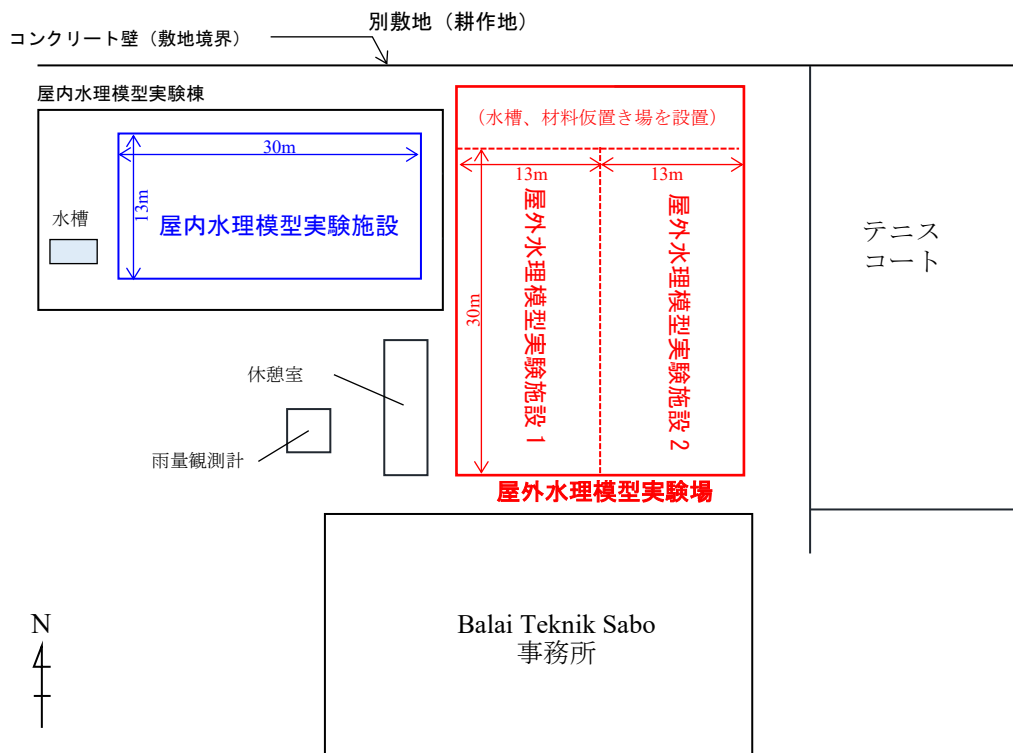 別敷地（耕作地）
コンクリート壁（敷地境界）
屋内水理模型実験棟
（水槽、材料仮置き場を設置）
30m
13m
13m
13m
水槽
屋内水理模型実験施設
30m
屋外水理模型実験施設1
屋外水理模型実験施設2
テニス
コート
休憩室
雨量観測計
屋外水理模型実験場
N
Balai Teknik Sabo
事務所